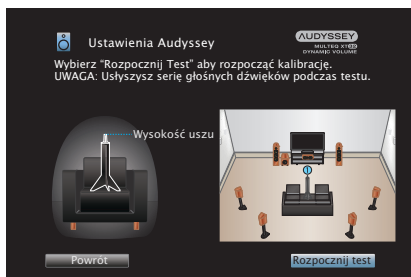 Ustawienia Audyssey
AUDYSSEY
MULTEQ XT32
DYNAMIC VOLUME
Wybierz "Rozpocznij Test" aby rozpocząć kalibrację.
UWAGA: Usłyszysz serię głośnych dźwięków podczas testu.
Wysokość uszu
1
Powrót
Rozpocznij test